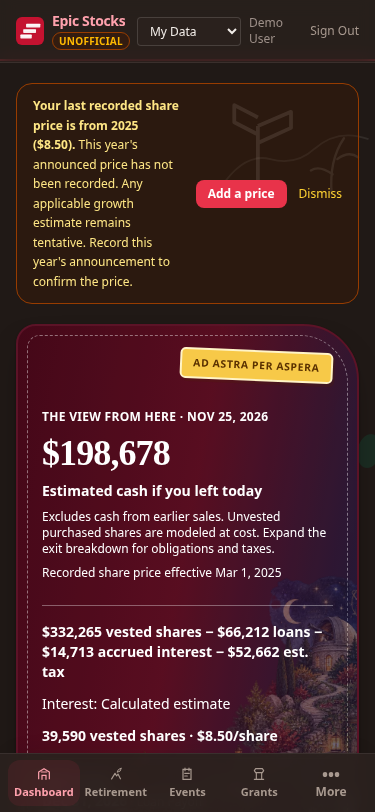 Epic Stocks
UNOFFICIAL
My Data
Demo
User
Sign Out
Your last recorded share
price is from 2025
($8.50). This year's
announced price has not
been recorded. Any
applicable growth
estimate remains
tentative. Record this
year's announcement to
confirm the price.
Add a price
Dismiss
AD ASTRA PER ASPERA
THE VIEW FROM HERE · NOV 25, 2026
$198,678
Estimated cash if you left today
Excludes cash from earlier sales. Unvested
purchased shares are modeled at cost. Expand the
exit breakdown for obligations and taxes.
Recorded share price effective Mar 1, 2025
$332,265 vested shares − $66,212 loans −
$14,713 accrued interest − $52,662 est.
tax
Interest: Calculated estimate
39,590 vested shares · $8.50/share
Dashboard
Retirement
Events
Grants
More